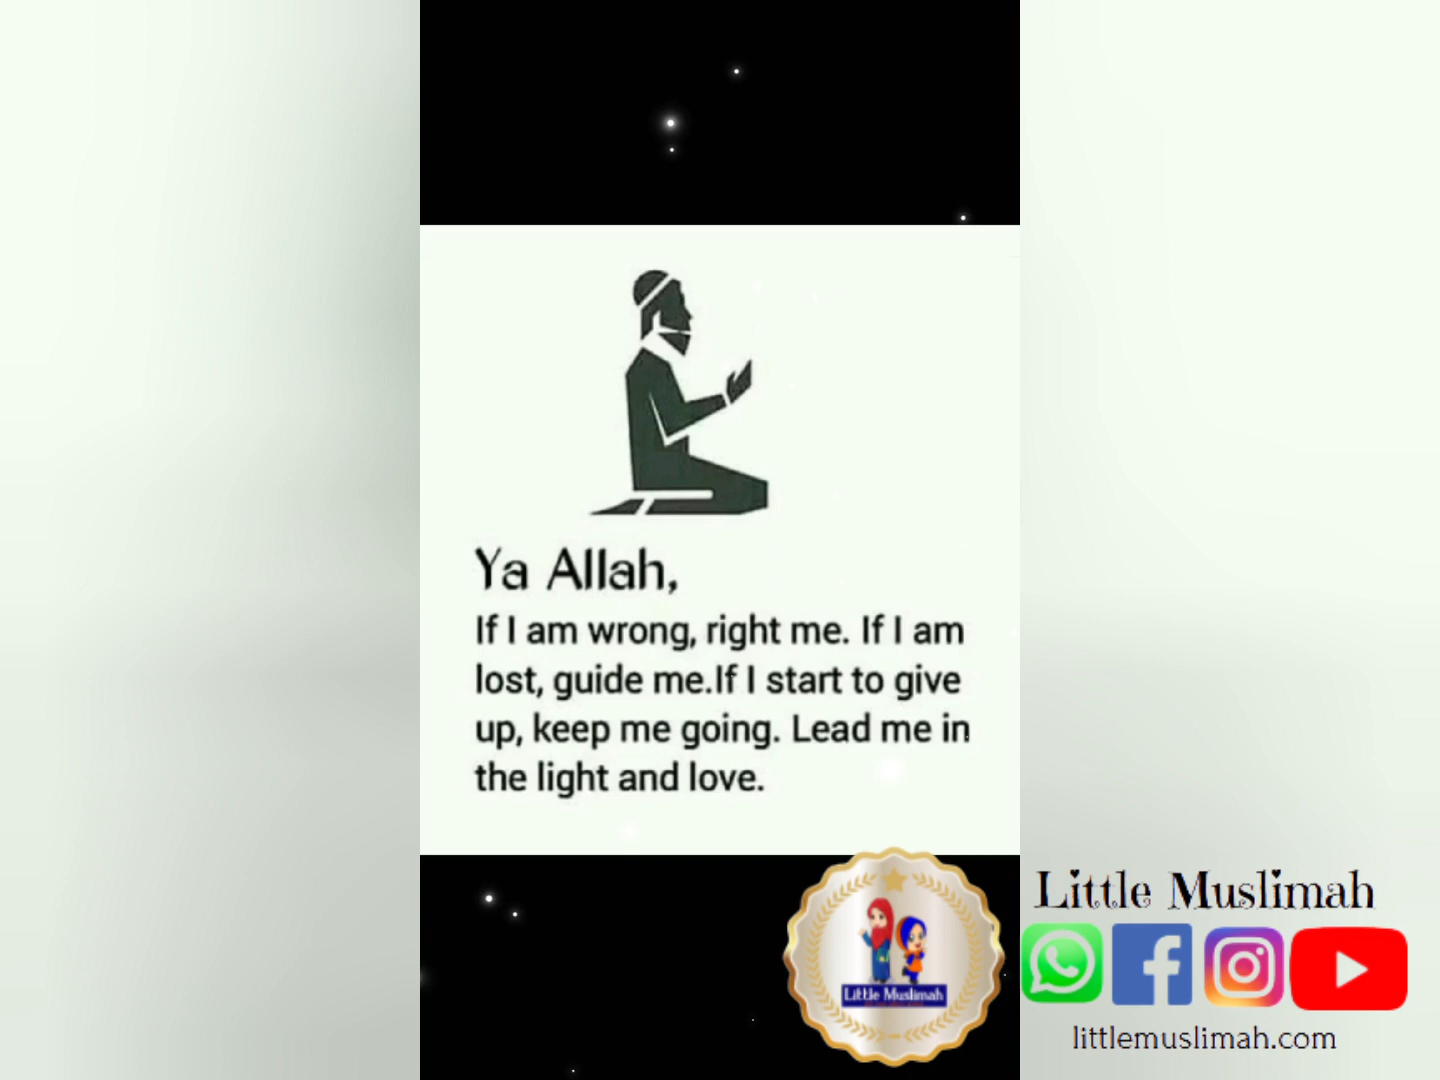 Ya Allah,
If I am wrong, right me. If I am
lost, guide me.If I start to give
up, keep me going. Lead me in
the light and love.
Little Muslimah
Little Muslimah
littlemuslimah.com